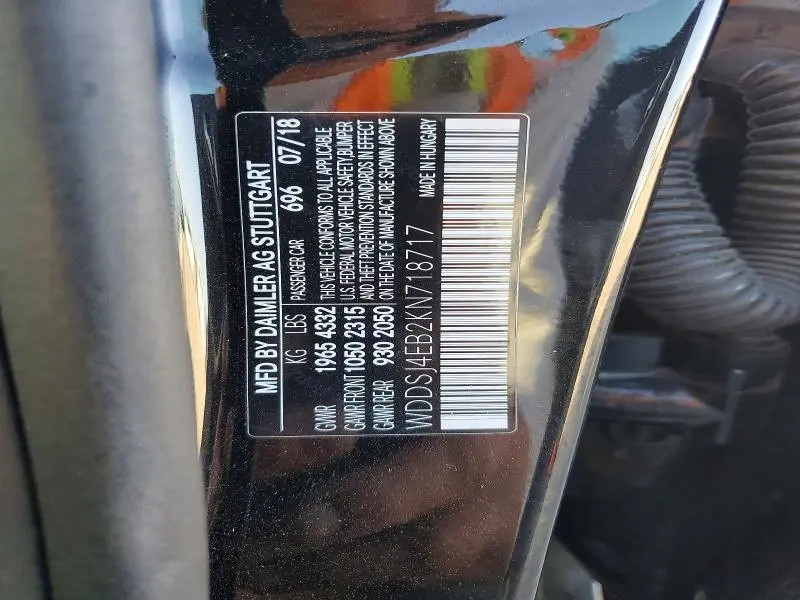 MFD BY DAIMLER AG STUTTGART
KG LBS PASSENGER CAR 696 07/18
GVWR 1965 4332 THIS VEHICLE CONFORMS TO ALL APPLICABLE
GAWR FRONT 1050 2315 U.S. FEDERAL MOTOR VEHICLE SAFETY, BUMPER
GAWR REAR 930 2050 AND THEFT PREVENTION STANDARDS IN EFFECT
ON THE DATE OF MANUFACTURE SHOWN ABOVE
WDDSJ4EB2KN718717 MADE IN HUNGARY